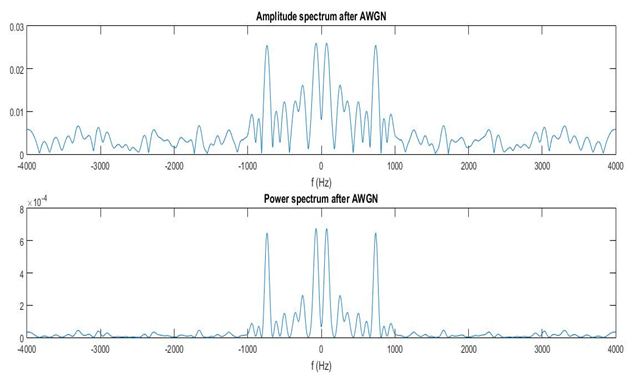 Amplitude spectrum after AWGN
0.03
0.02
0.01
0
-4000 -3000 -2000 -1000 0 1000 2000 3000 4000
f (Hz)
Power spectrum after AWGN
×10-4
8
6
4
2
0
-4000 -3000 -2000 -1000 0 1000 2000 3000 4000
f (Hz)